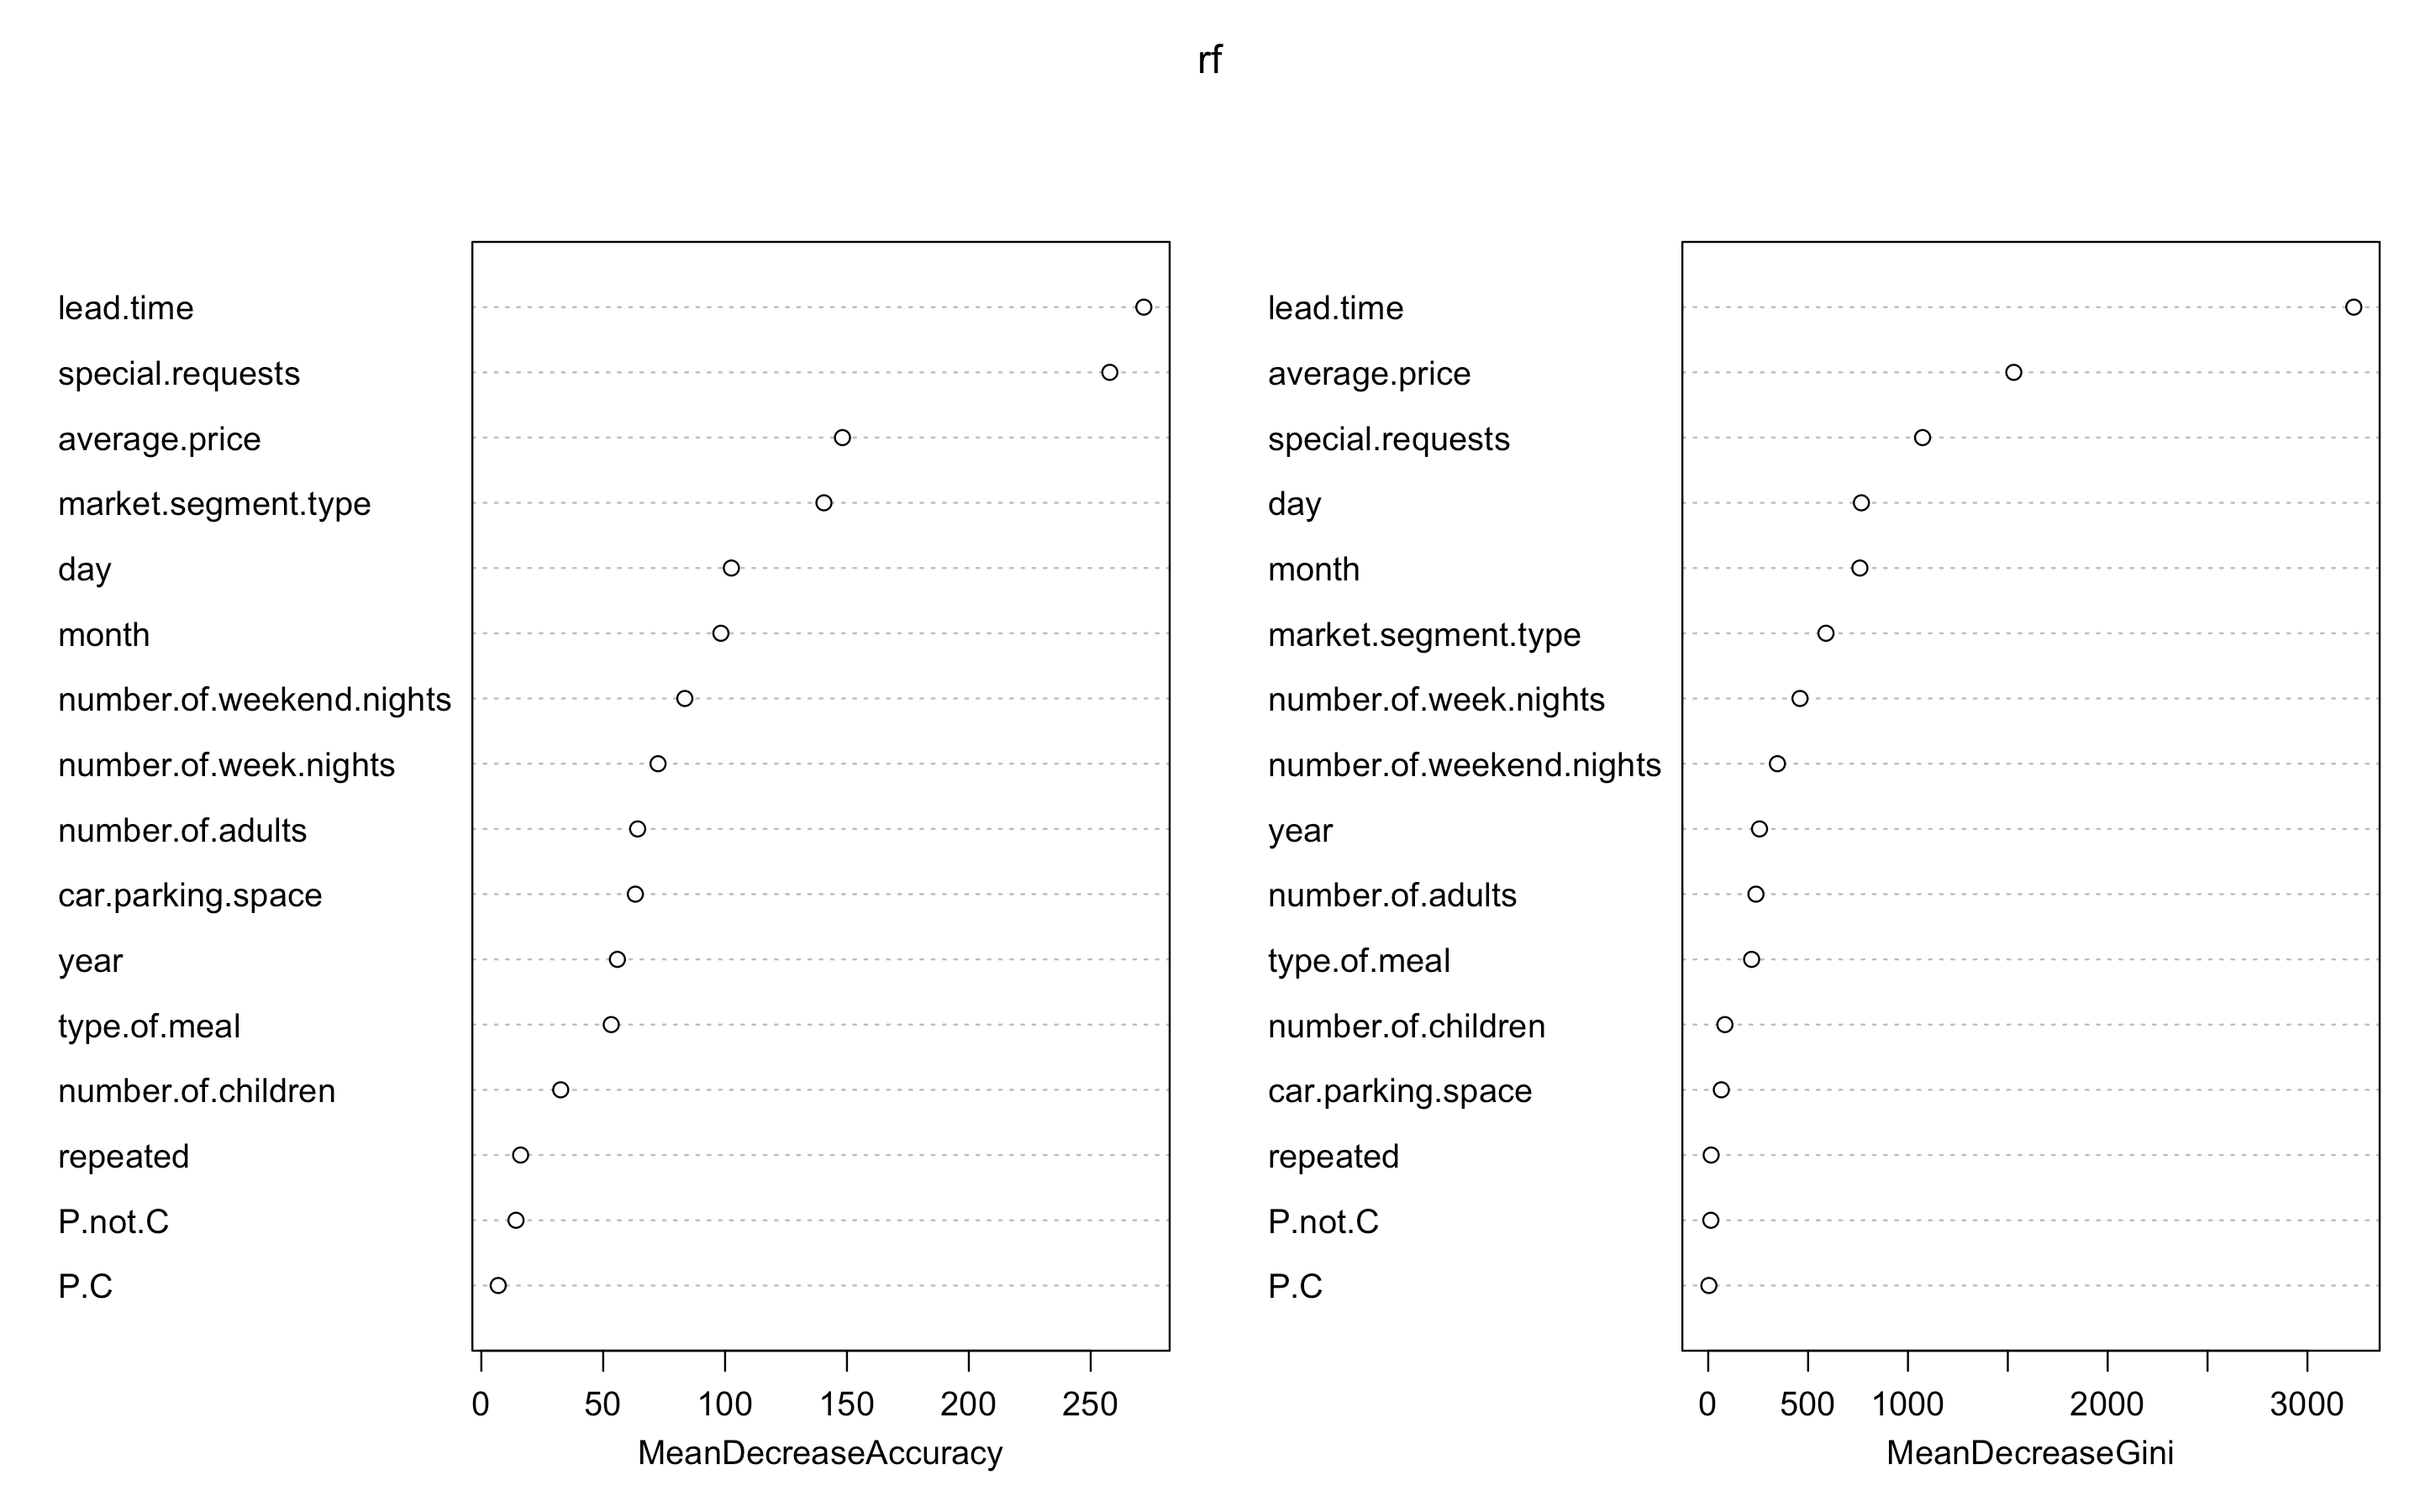 rf
lead.time
special.requests
average.price
market.segment.type
day
month
number.of.weekend.nights
number.of.week.nights
number.of.adults
car.parking.space
year
type.of.meal
number.of.children
repeated
P.not.C
P.C
0 50 100 150 200 250
MeanDecreaseAccuracy
lead.time
average.price
special.requests
day
month
market.segment.type
number.of.week.nights
number.of.weekend.nights
year
number.of.adults
type.of.meal
number.of.children
car.parking.space
repeated
P.not.C
P.C
0 500 1000 2000 3000
MeanDecreaseGini